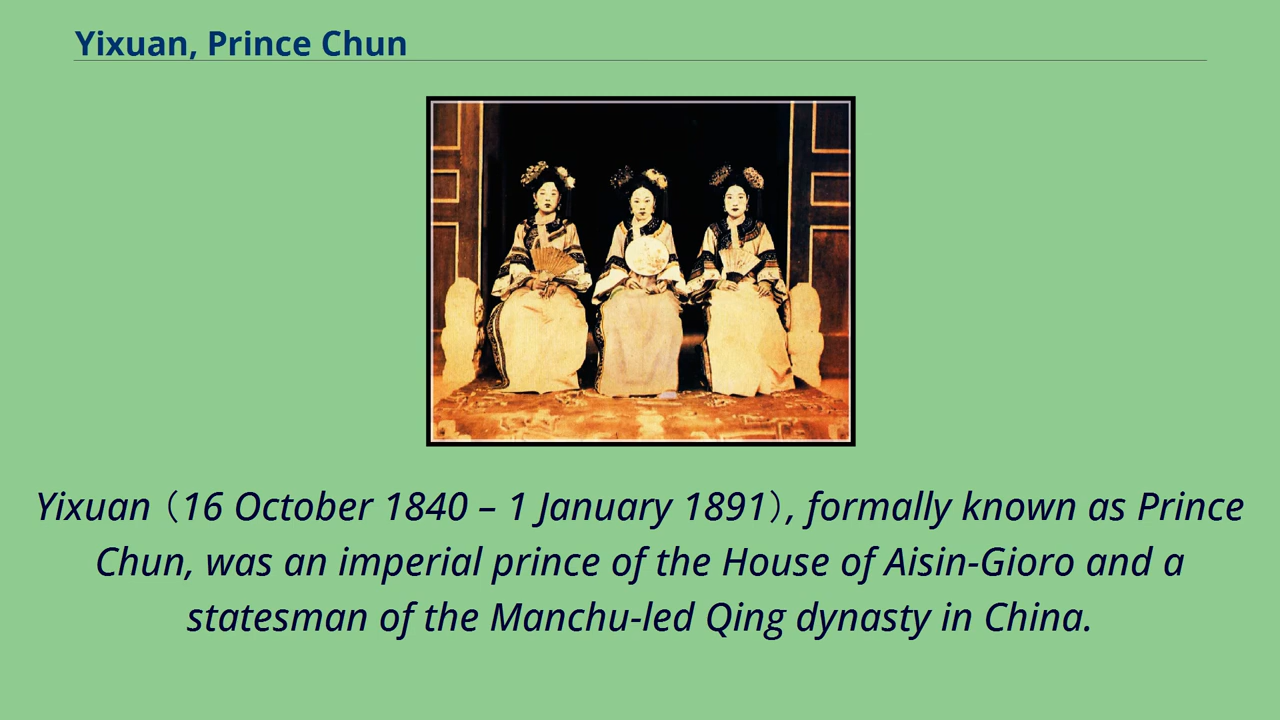 Yixuan, Prince Chun
Yixuan（16 October 1840 – 1 January 1891）, formally known as Prince
Chun, was an imperial prince of the House of Aisin-Gioro and a
statesman of the Manchu-led Qing dynasty in China.